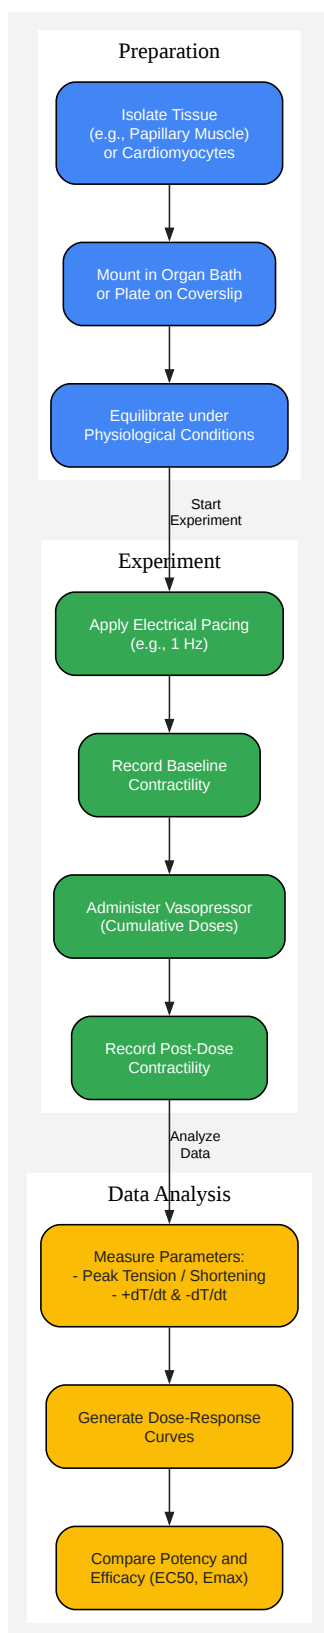 Preparation
Isolate Tissue
(e.g., Papillary Muscle)
or Cardiomyocytes
Mount in Organ Bath
or Plate on Coverslip
Equilibrate under
Physiological Conditions
Start
Experiment
Experiment
Apply Electrical Pacing
(e.g., 1 Hz)
Record Baseline
Contractility
Administer Vasopressor
(Cumulative Doses)
Record Post-Dose
Contractility
Analyze
Data
Data Analysis
Measure Parameters:
- Peak Tension / Shortening
- +dT/dt & -dT/dt
Generate Dose-Response
Curves
Compare Potency and
Efficacy (EC50, Emax)